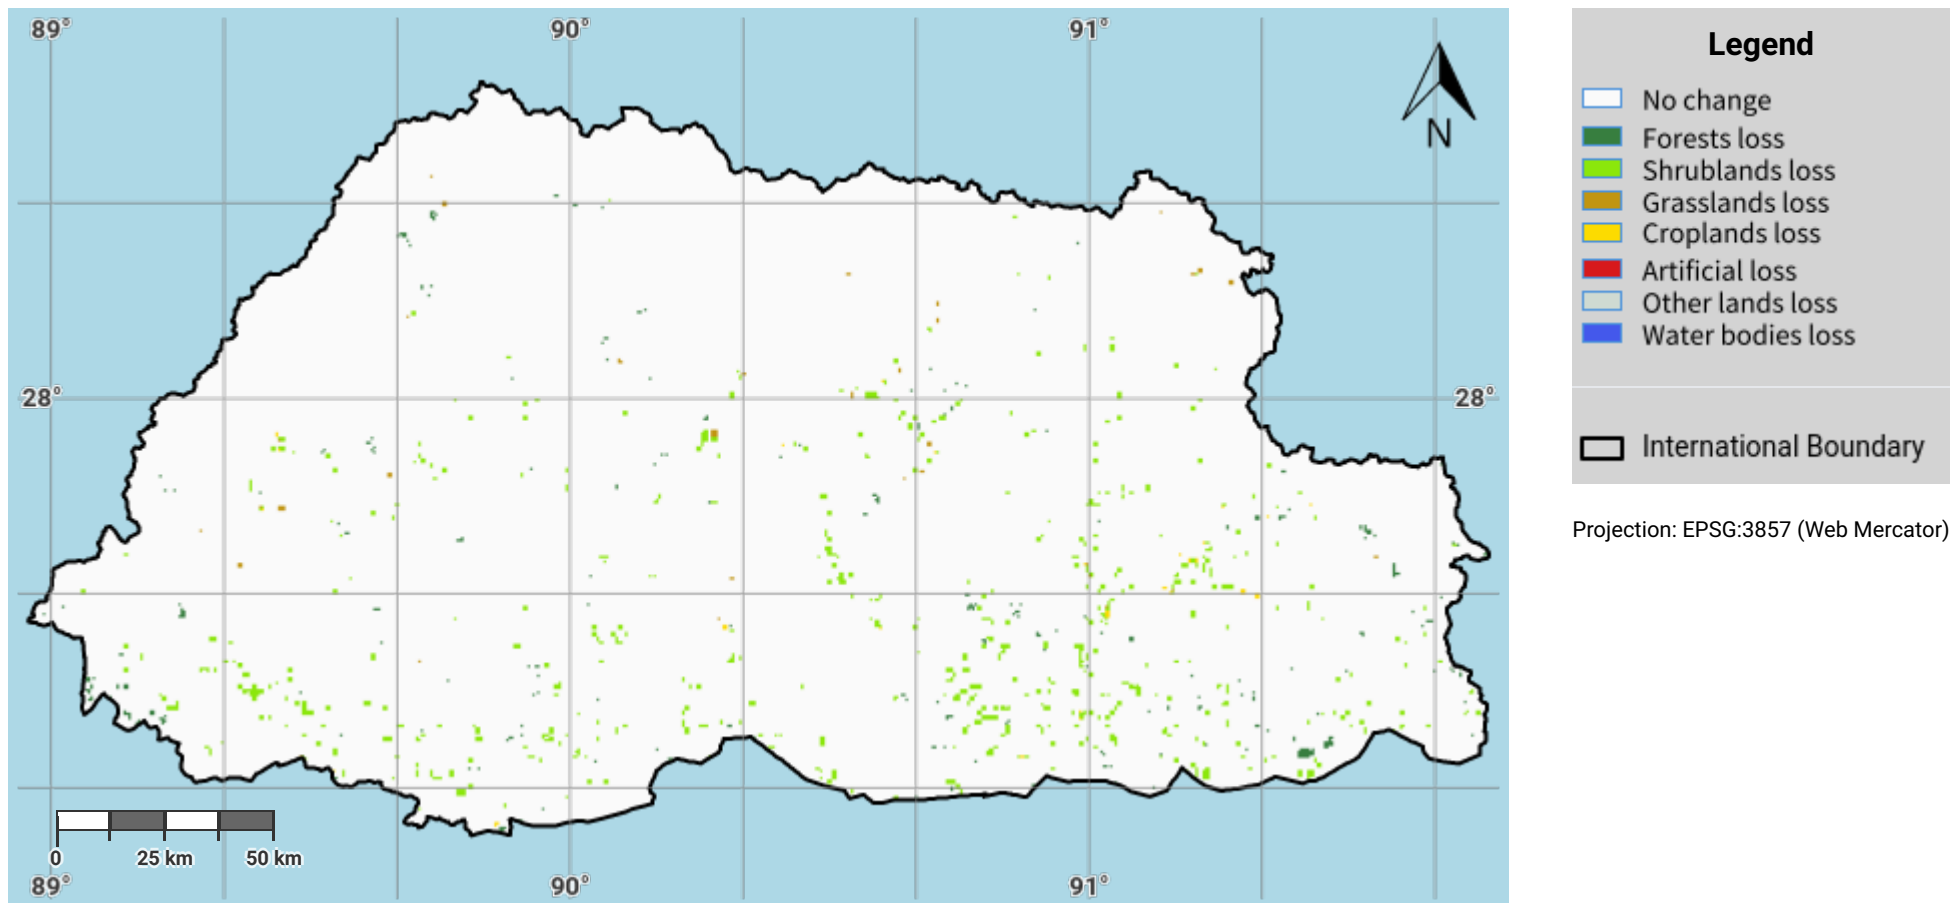 89° 90° 91°
N
28° 28°
0 25 km 50 km
89° 90° 91°
Legend
No change
Forests loss
Shrublands loss
Grasslands loss
Croplands loss
Artificial loss
Other lands loss
Water bodies loss
International Boundary
Projection: EPSG:3857 (Web Mercator)